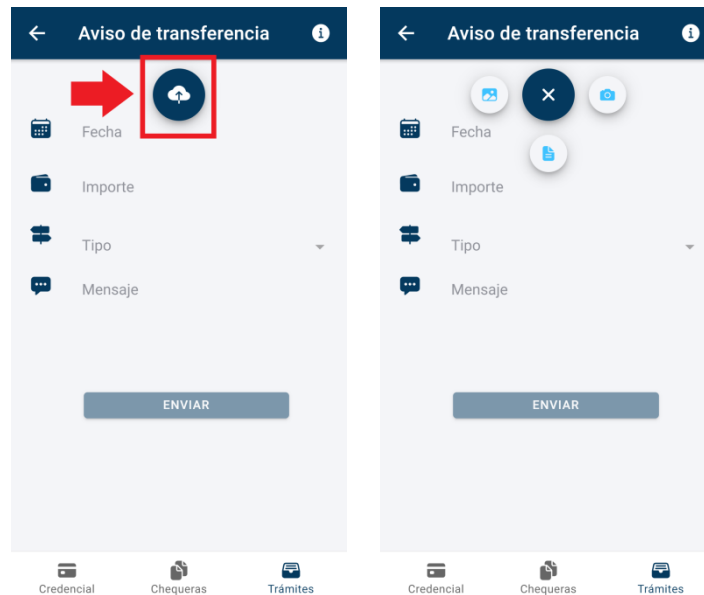 Aviso de transferencia
Fecha
Importe
Tipo
Mensaje
ENVIAR
Credencial
Chequeras
Trámites
Aviso de transferencia
Fecha
Importe
Tipo
Mensaje
ENVIAR
Credencial
Chequeras
Trámites